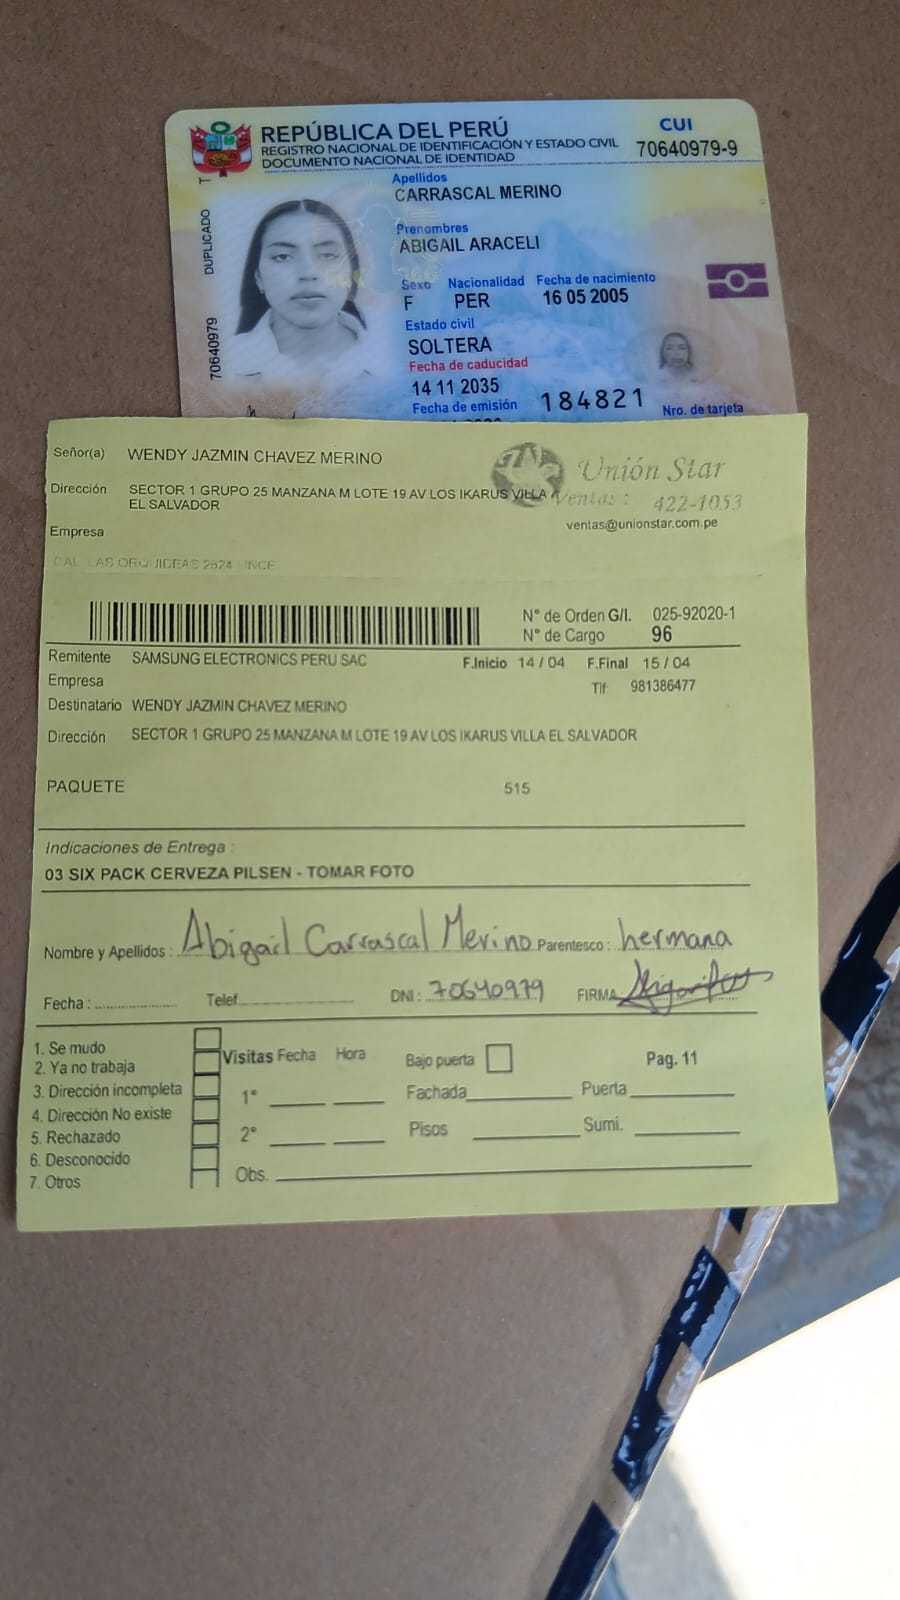 REPÚBLICA DEL PERÚ
REGISTRO NACIONAL DE IDENTIFICACIÓN Y ESTADO CIVIL
DOCUMENTO NACIONAL DE IDENTIDAD
CUI
70640979-9
Apellidos
CARRASCAL MERINO
Prenombres
ABIGAIL ARACELI
Sexo Nacionalidad Fecha de nacimiento
F PER 16 05 2005
Estado civil
SOLTERA
Fecha de caducidad
14 11 2035
Fecha de emisión 184821 Nro. de tarjeta
70640979 DUPLICADO T
Señor(a) WENDY JAZMIN CHAVEZ MERINO
Dirección SECTOR 1 GRUPO 25 MANZANA M LOTE 19 AV LOS IKARUS VILLA
EL SALVADOR
Empresa
Unión Star
Ventas : 422-1053
ventas@unionstar.com.pe
LAS ORQUIDEAS 2624
N° de Orden G/I. 025-92020-1
N° de Cargo 96
Remitente SAMSUNG ELECTRONICS PERU SAC F.Inicio 14 / 04 F.Final 15 / 04
Empresa Tlf: 981386477
Destinatario WENDY JAZMIN CHAVEZ MERINO
Dirección SECTOR 1 GRUPO 25 MANZANA M LOTE 19 AV LOS IKARUS VILLA EL SALVADOR
PAQUETE 515
Indicaciones de Entrega :
03 SIX PACK CERVEZA PILSEN - TOMAR FOTO
Nombre y Apellidos : Abigail Carrascal Merino Parentesco : hermana
Fecha : Telef. DNI : 70640979 FIRMA
1. Se mudo
2. Ya no trabaja
3. Dirección incompleta
4. Dirección No existe
5. Rechazado
6. Desconocido
7. Otros
Visitas Fecha Hora Bajo puerta Pag. 11
1° Fachada Puerta
2° Pisos Sumi.
Obs.